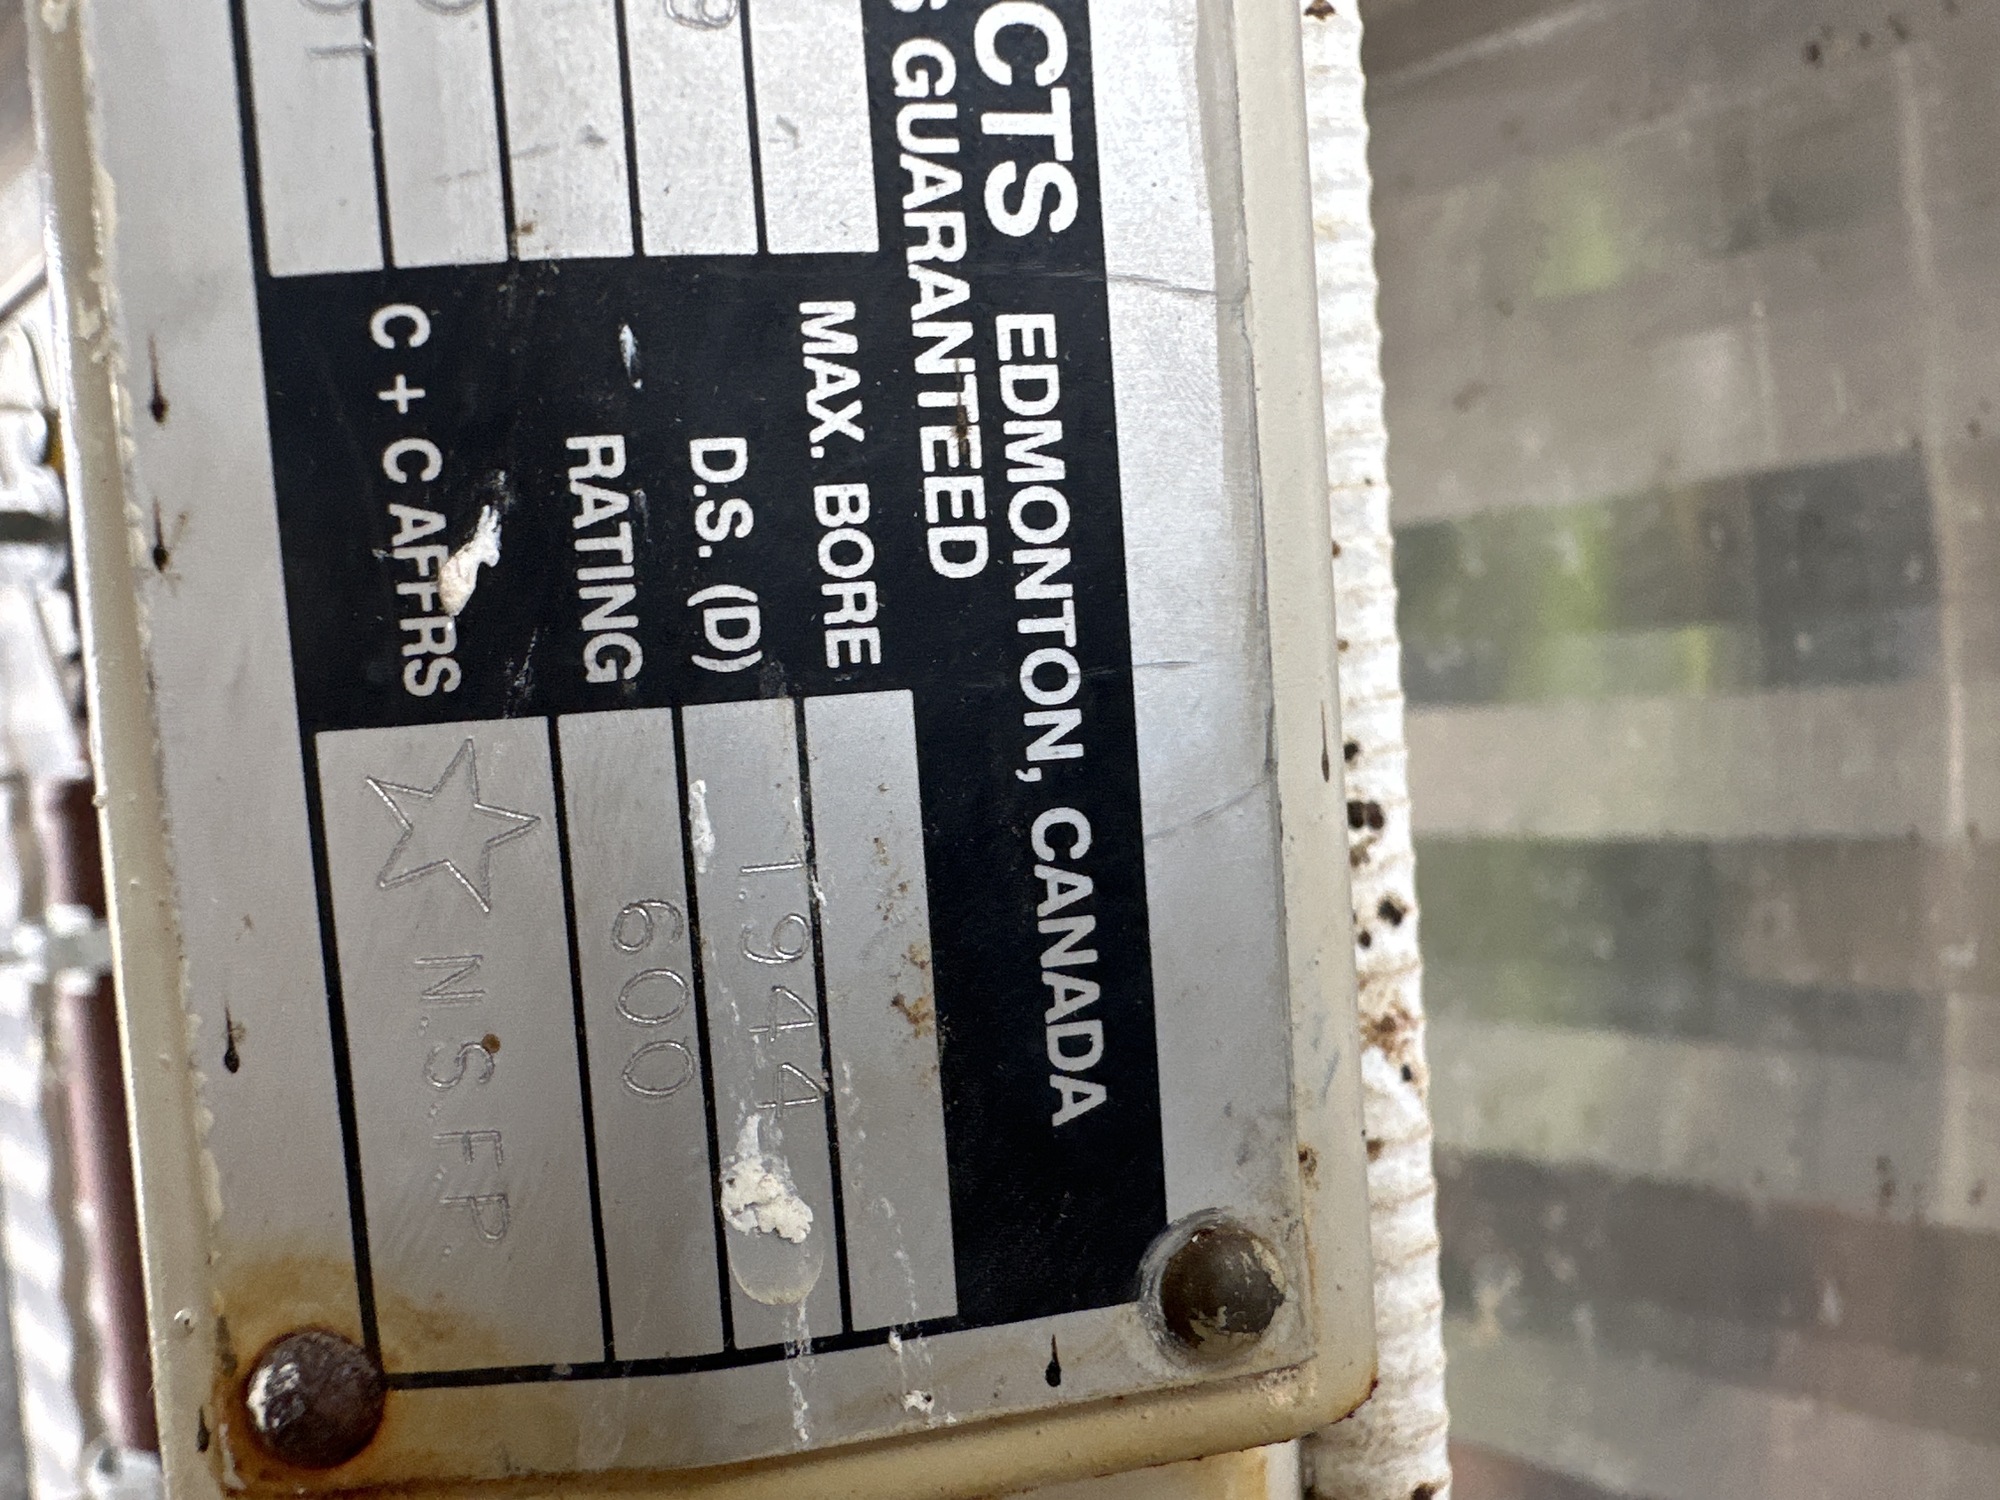 CTS EDMONTON, CANADA
S GUARANTEED
MAX. BORE
D.S. (D) 1.944
RATING 600
C + C AFFRS ☆ N.S.F.P.